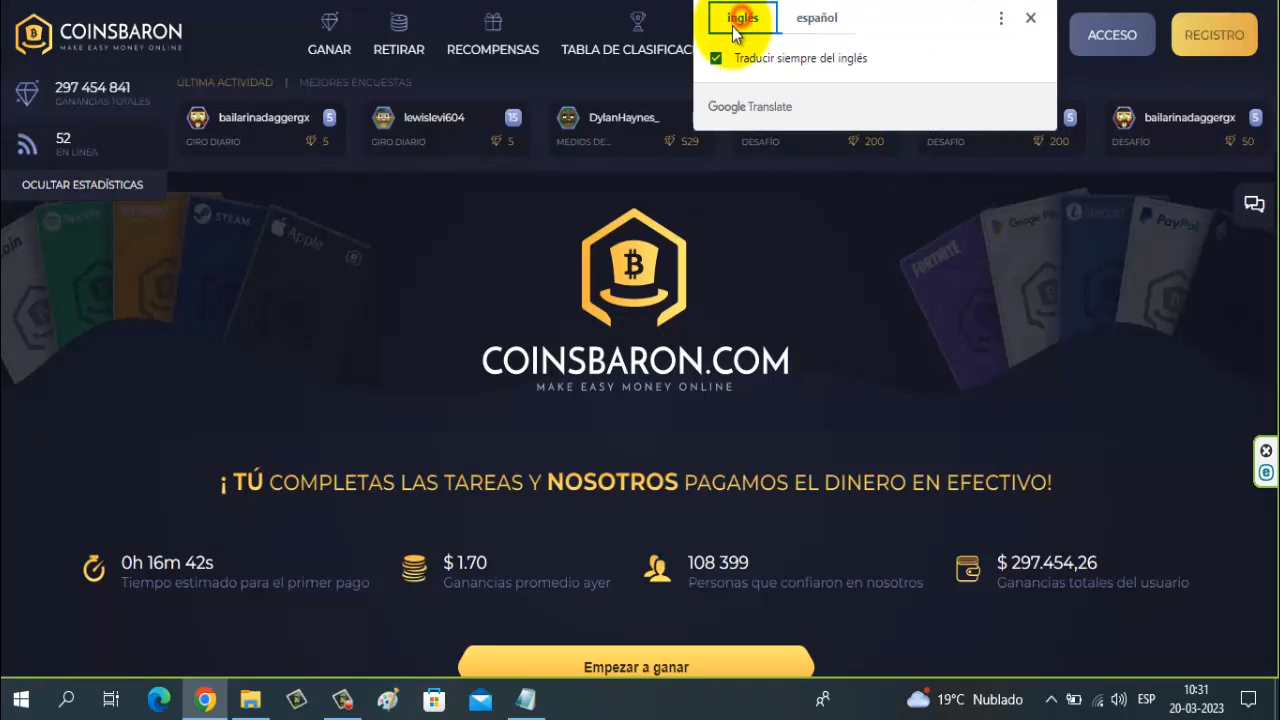 COINSBARON
MAKE EASY MONEY ONLINE
GANAR
RETIRAR
RECOMPENSAS
TABLA DE CLASIFICAC
inglés
español
Traducir siempre del inglés
Google Translate
ACCESO
REGISTRO
297 454 841
GANANCIAS TOTALES
52
EN LÍNEA
OCULTAR ESTADÍSTICAS
ÚLTIMA ACTIVIDAD | MEJORES ENCUESTAS
bailarinadaggergx 5
GIRO DIARIO 5
lewislevi604 15
GIRO DIARIO 5
DylanHaynes_
MEDIOS DE... 529
DESAFÍO 200
5
DESAFÍO 200
bailarinadaggergx 5
DESAFÍO 50
STEAM
Apple
FORTNITE
Google Play
PayPal
COINSBARON.COM
MAKE EASY MONEY ONLINE
¡ TÚ COMPLETAS LAS TAREAS Y NOSOTROS PAGAMOS EL DINERO EN EFECTIVO!
0h 16m 42s
Tiempo estimado para el primer pago
$ 1.70
Ganancias promedio ayer
108 399
Personas que confiaron en nosotros
$ 297.454,26
Ganancias totales del usuario
Empezar a ganar
19°C Nublado
ESP
10:31
20-03-2023